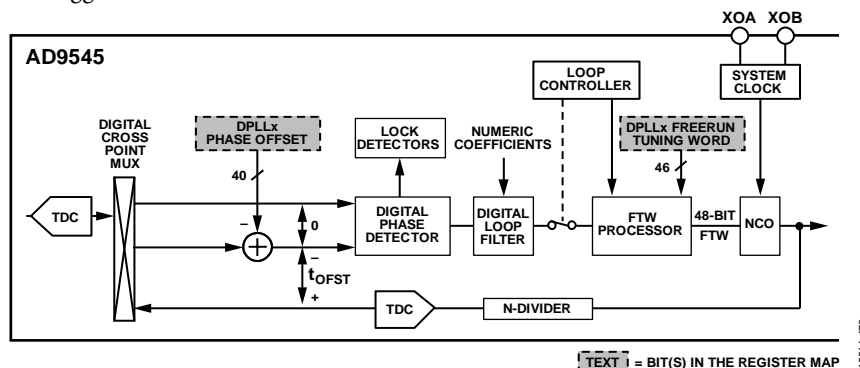 XOA XOB
AD9545
LOOP
CONTROLLER
SYSTEM
CLOCK
DIGITAL
CROSS
POINT
MUX
DPLLx
PHASE OFFSET
LOCK
DETECTORS
NUMERIC
COEFFICIENTS
DPLLx FREERUN
TUNING WORD
40
46
TDC
–
0
DIGITAL
PHASE
DETECTOR
DIGITAL
LOOP
FILTER
FTW
PROCESSOR
48-BIT
FTW
NCO
+
–
tOFST
+
TDC
N-DIVIDER
TEXT = BIT(S) IN THE REGISTER MAP